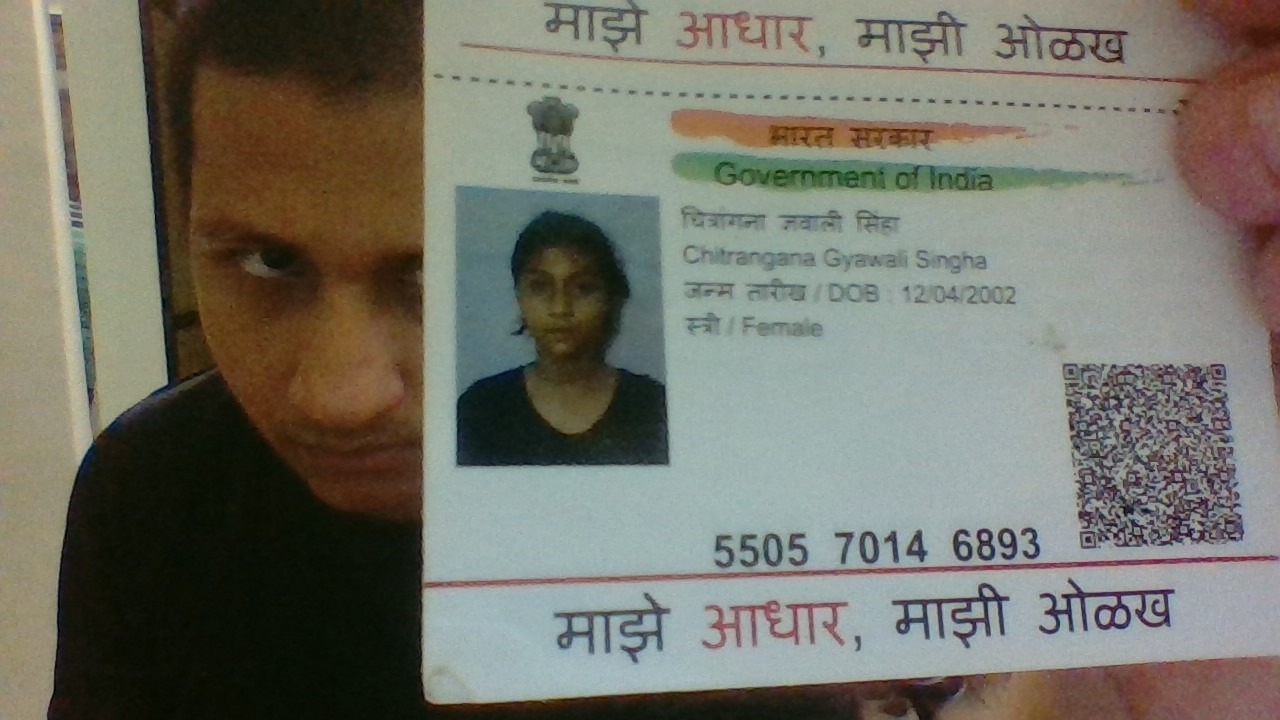 माझे आधार, माझी ओळख
भारत सरकार
Government of India
चित्रांगना सिंहा
Chitrangana Gyawali Singha
जन्म तारीख / DOB : 12/04/2002
स्त्री / Female
5505 7014 6893
माझे आधार, माझी ओळख